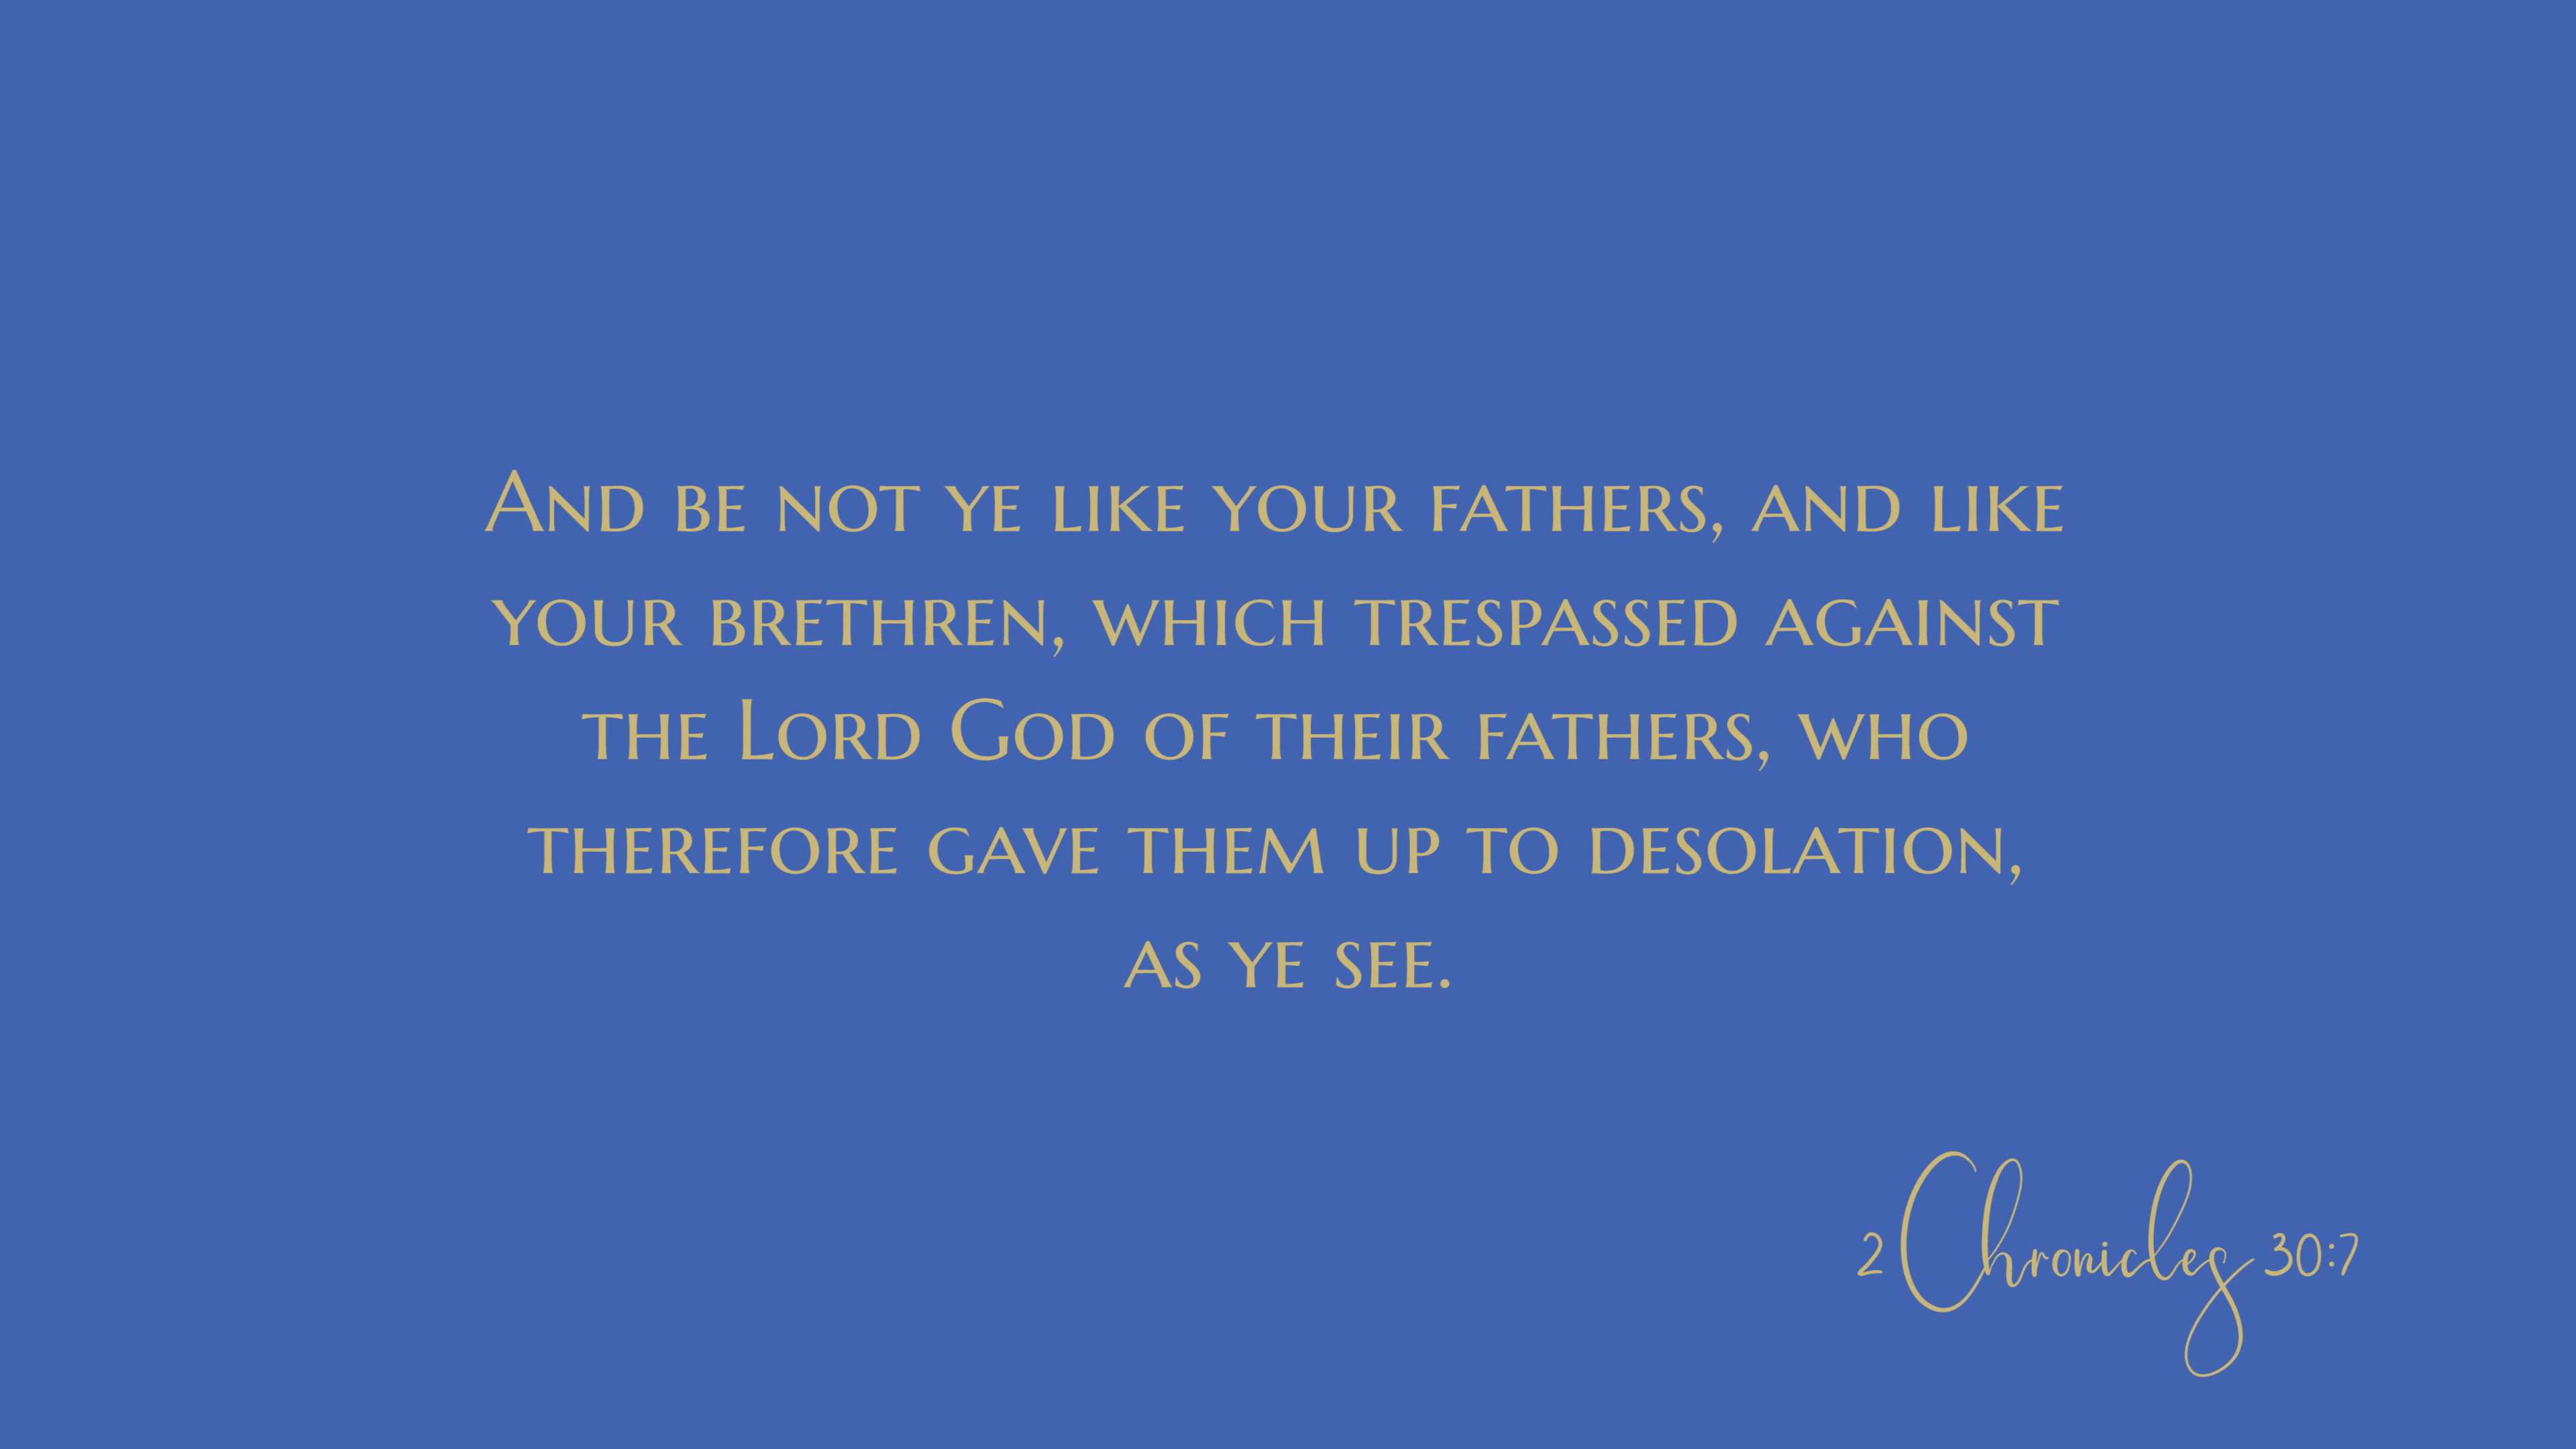 And be not ye like your fathers, and like
your brethren, which trespassed against
the Lord God of their fathers, who
therefore gave them up to desolation,
as ye see.
2 Chronicles 30:7